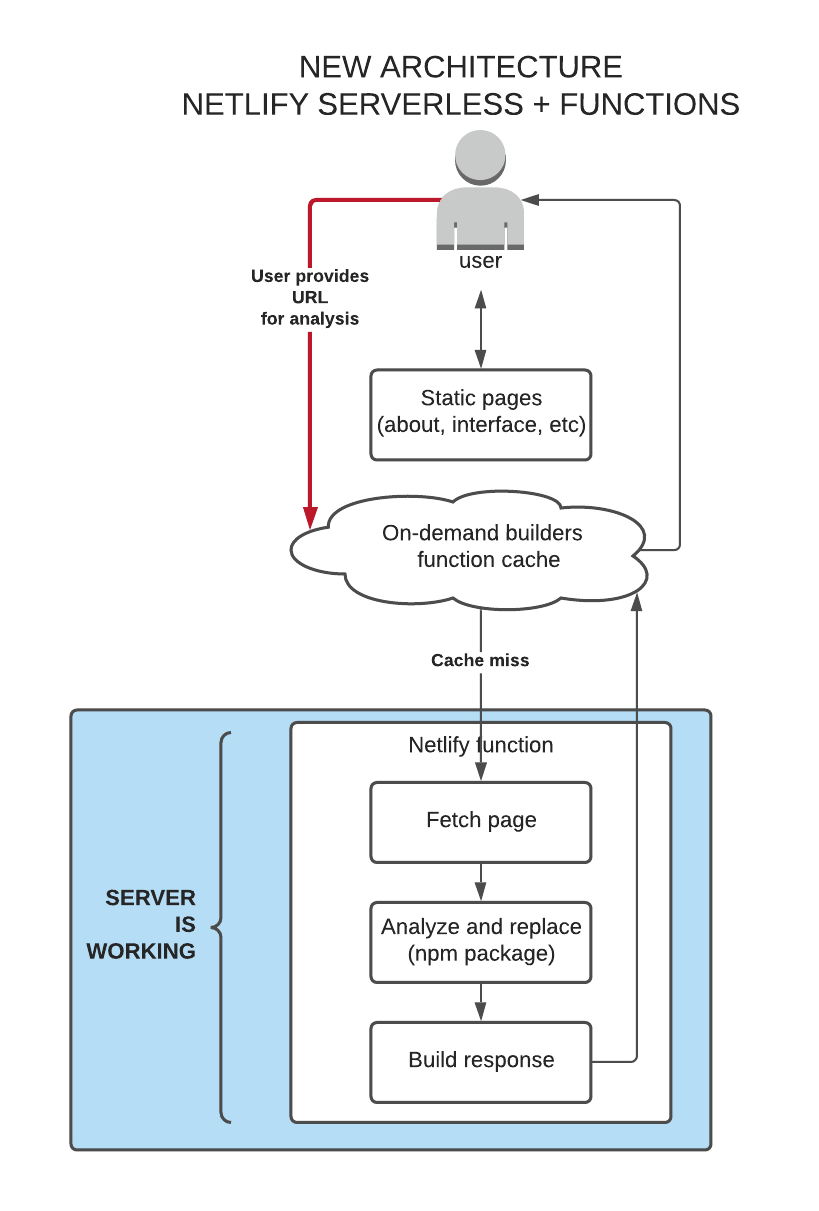 NEW ARCHITECTURE
NETLIFY SERVERLESS + FUNCTIONS
user
User provides
URL
for analysis
Static pages
(about, interface, etc)
On-demand builders
function cache
Cache miss
Netlify function
Fetch page
SERVER
IS
WORKING
Analyze and replace
(npm package)
Build response